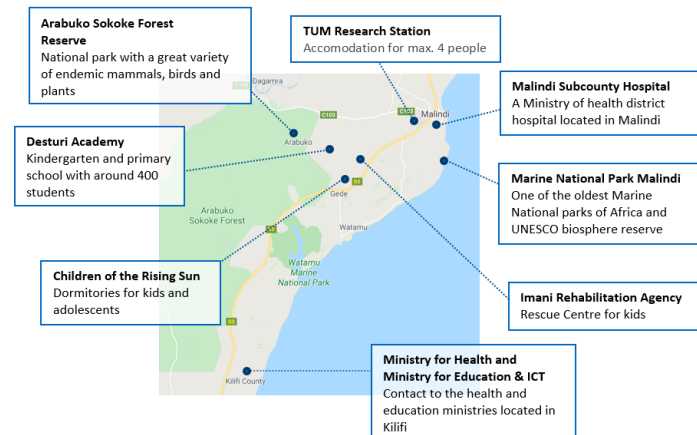 Arabuko Sokoke Forest
Reserve
National park with a great variety
of endemic mammals, birds and
plants
TUM Research Station
Accomodation for max. 4 people
Malindi Subcounty Hospital
A Ministry of health district
hospital located in Malindi
Desturi Academy
Kindergarten and primary
school with around 400
students
Marine National Park Malindi
One of the oldest Marine
National parks of Africa and
UNESCO biosphere reserve
Children of the Rising Sun
Dormitories for kids and
adolescents
Imani Rehabilitation Agency
Rescue Centre for kids
Ministry for Health and
Ministry for Education & ICT
Contact to the health and
education ministries located in
Kilifi
Dagamra
C103
C103
Malindi
Arabuko
B8
Gede
Arabuko
Sokoke Forest
Watamu
Watamu
Marine
National Park
B8
Kilifi County